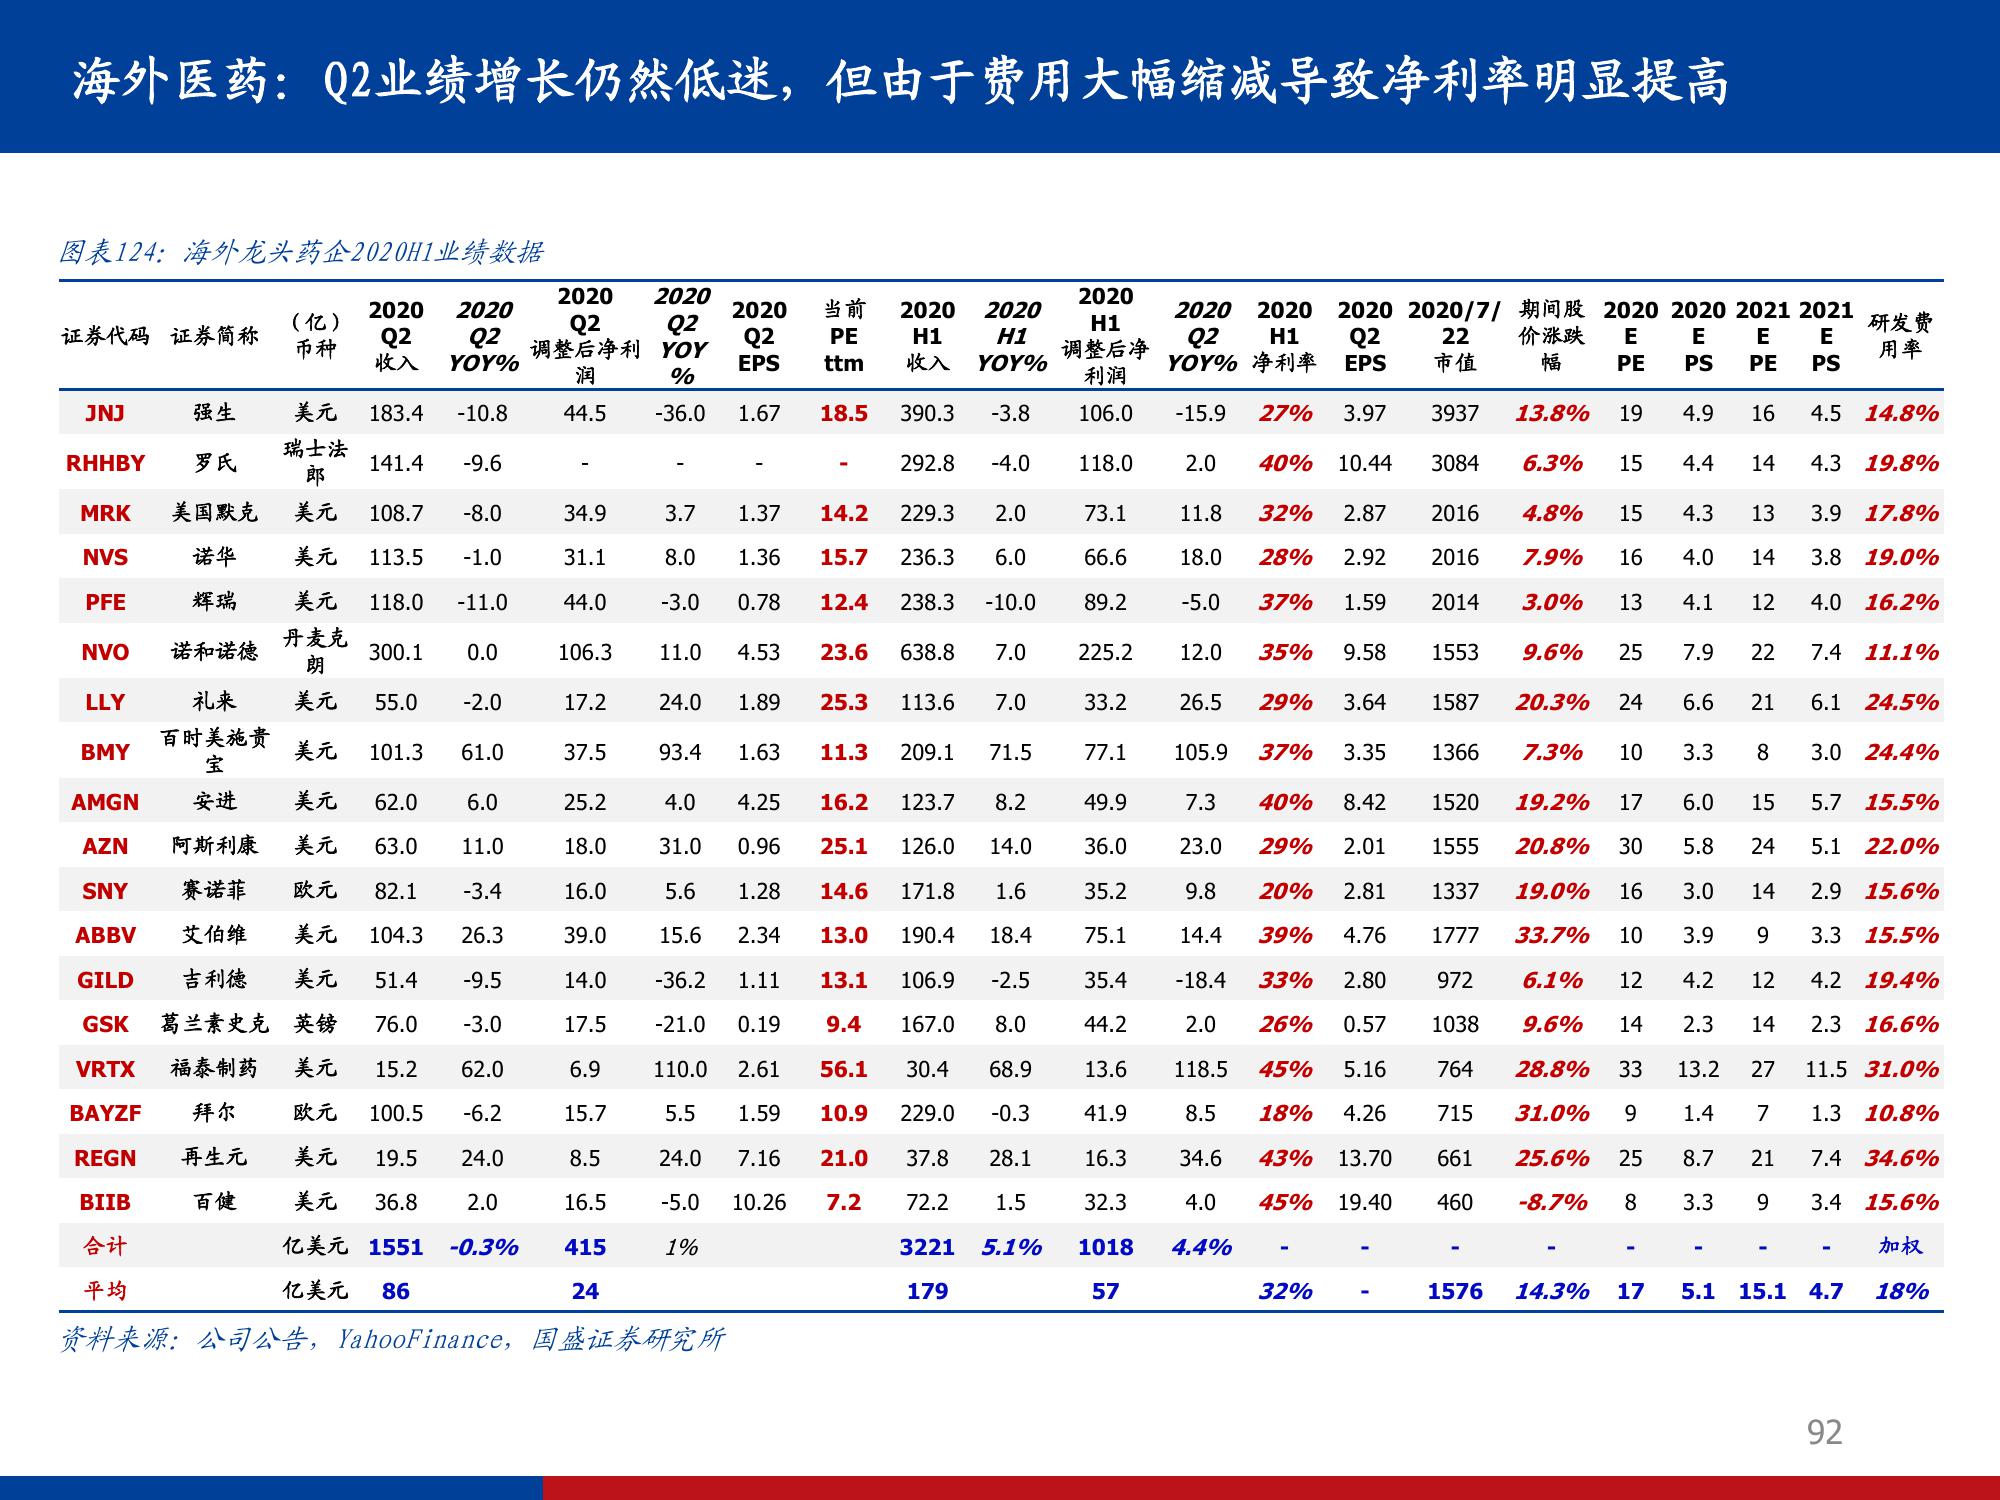 海外医药：Q2业绩增长仍然低迷，但由于费用大幅缩减导致净利率明显提高
图表124：海外龙头药企2020H1业绩数据
证券代码 证券简称 （亿）币种 2020 Q2 收入 2020 Q2 YOY% 2020 Q2 调整后净利润 2020 Q2 YOY % 2020 Q2 EPS 当前 PE ttm 2020 H1 收入 2020 H1 YOY% 2020 H1 调整后净利润 2020 Q2 YOY% 2020 H1 净利率 2020 Q2 EPS 2020/7/22 市值 期间股价涨跌幅 2020 E PE 2020 E PS 2021 E PE 2021 E PS 研发费用率
JNJ 强生 美元 183.4 -10.8 44.5 -36.0 1.67 18.5 390.3 -3.8 106.0 -15.9 27% 3.97 3937 13.8% 19 4.9 16 4.5 14.8%
RHHBY 罗氏 瑞士法郎 141.4 -9.6 - - - - 292.8 -4.0 118.0 2.0 40% 10.44 3084 6.3% 15 4.4 14 4.3 19.8%
MRK 美国默克 美元 108.7 -8.0 34.9 3.7 1.37 14.2 229.3 2.0 73.1 11.8 32% 2.87 2016 4.8% 15 4.3 13 3.9 17.8%
NVS 诺华 美元 113.5 -1.0 31.1 8.0 1.36 15.7 236.3 6.0 66.6 18.0 28% 2.92 2016 7.9% 16 4.0 14 3.8 19.0%
PFE 辉瑞 美元 118.0 -11.0 44.0 -3.0 0.78 12.4 238.3 -10.0 89.2 -5.0 37% 1.59 2014 3.0% 13 4.1 12 4.0 16.2%
NVO 诺和诺德 丹麦克朗 300.1 0.0 106.3 11.0 4.53 23.6 638.8 7.0 225.2 12.0 35% 9.58 1553 9.6% 25 7.9 22 7.4 11.1%
LLY 礼来 美元 55.0 -2.0 17.2 24.0 1.89 25.3 113.6 7.0 33.2 26.5 29% 3.64 1587 20.3% 24 6.6 21 6.1 24.5%
BMY 百时美施贵宝 美元 101.3 61.0 37.5 93.4 1.63 11.3 209.1 71.5 77.1 105.9 37% 3.35 1366 7.3% 10 3.3 8 3.0 24.4%
AMGN 安进 美元 62.0 6.0 25.2 4.0 4.25 16.2 123.7 8.2 49.9 7.3 40% 8.42 1520 19.2% 17 6.0 15 5.7 15.5%
AZN 阿斯利康 美元 63.0 11.0 18.0 31.0 0.96 25.1 126.0 14.0 36.0 23.0 29% 2.01 1555 20.8% 30 5.8 24 5.1 22.0%
SNY 赛诺菲 欧元 82.1 -3.4 16.0 5.6 1.28 14.6 171.8 1.6 35.2 9.8 20% 2.81 1337 19.0% 16 3.0 14 2.9 15.6%
ABBV 艾伯维 美元 104.3 26.3 39.0 15.6 2.34 13.0 190.4 18.4 75.1 14.4 39% 4.76 1777 33.7% 10 3.9 9 3.3 15.5%
GILD 吉利德 美元 51.4 -9.5 14.0 -36.2 1.11 13.1 106.9 -2.5 35.4 -18.4 33% 2.80 972 6.1% 12 4.2 12 4.2 19.4%
GSK 葛兰素史克 英镑 76.0 -3.0 17.5 -21.0 0.19 9.4 167.0 8.0 44.2 2.0 26% 0.57 1038 9.6% 14 2.3 14 2.3 16.6%
VRTX 福泰制药 美元 15.2 62.0 6.9 110.0 2.61 56.1 30.4 68.9 13.6 118.5 45% 5.16 764 28.8% 33 13.2 27 11.5 31.0%
BAYZF 拜尔 欧元 100.5 -6.2 15.7 5.5 1.59 10.9 229.0 -0.3 41.9 8.5 18% 4.26 715 31.0% 9 1.4 7 1.3 10.8%
REGN 再生元 美元 19.5 24.0 8.5 24.0 7.16 21.0 37.8 28.1 16.3 34.6 43% 13.70 661 25.6% 25 8.7 21 7.4 34.6%
BIIB 百健 美元 36.8 2.0 16.5 -5.0 10.26 7.2 72.2 1.5 32.3 4.0 45% 19.40 460 -8.7% 8 3.3 9 3.4 15.6%
合计 亿美元 1551 -0.3% 415 1% 3221 5.1% 1018 4.4% - - - - - - - - 加权
平均 亿美元 86 24 179 57 32% - 1576 14.3% 17 5.1 15.1 4.7 18%
资料来源：公司公告，YahooFinance，国盛证券研究所
92